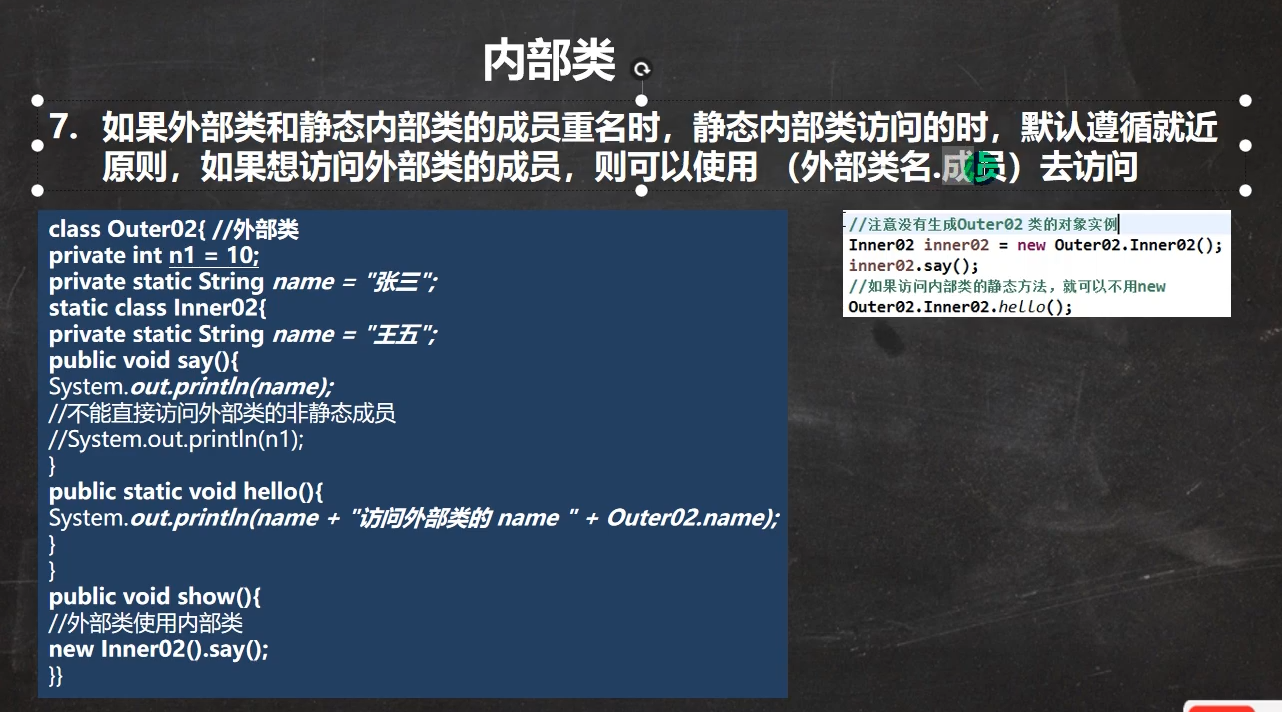 内部类
7. 如果外部类和静态内部类的成员重名时，静态内部类访问的时，默认遵循就近
原则，如果想访问外部类的成员，则可以使用 （外部类名.成员）去访问
class Outer02{ //外部类
private int n1 = 10;
private static String name = "张三";
static class Inner02{
private static String name = "王五";
public void say(){
System.out.println(name);
//不能直接访问外部类的非静态成员
//System.out.println(n1);
}
public static void hello(){
System.out.println(name + "访问外部类的 name " + Outer02.name);
}
}
public void show(){
//外部类使用内部类
new Inner02().say();
}}
//注意没有生成Outer02 类的对象实例
Inner02 inner02 = new Outer02.Inner02();
inner02.say();
//如果访问内部类的静态方法，就可以不用new
Outer02.Inner02.hello();